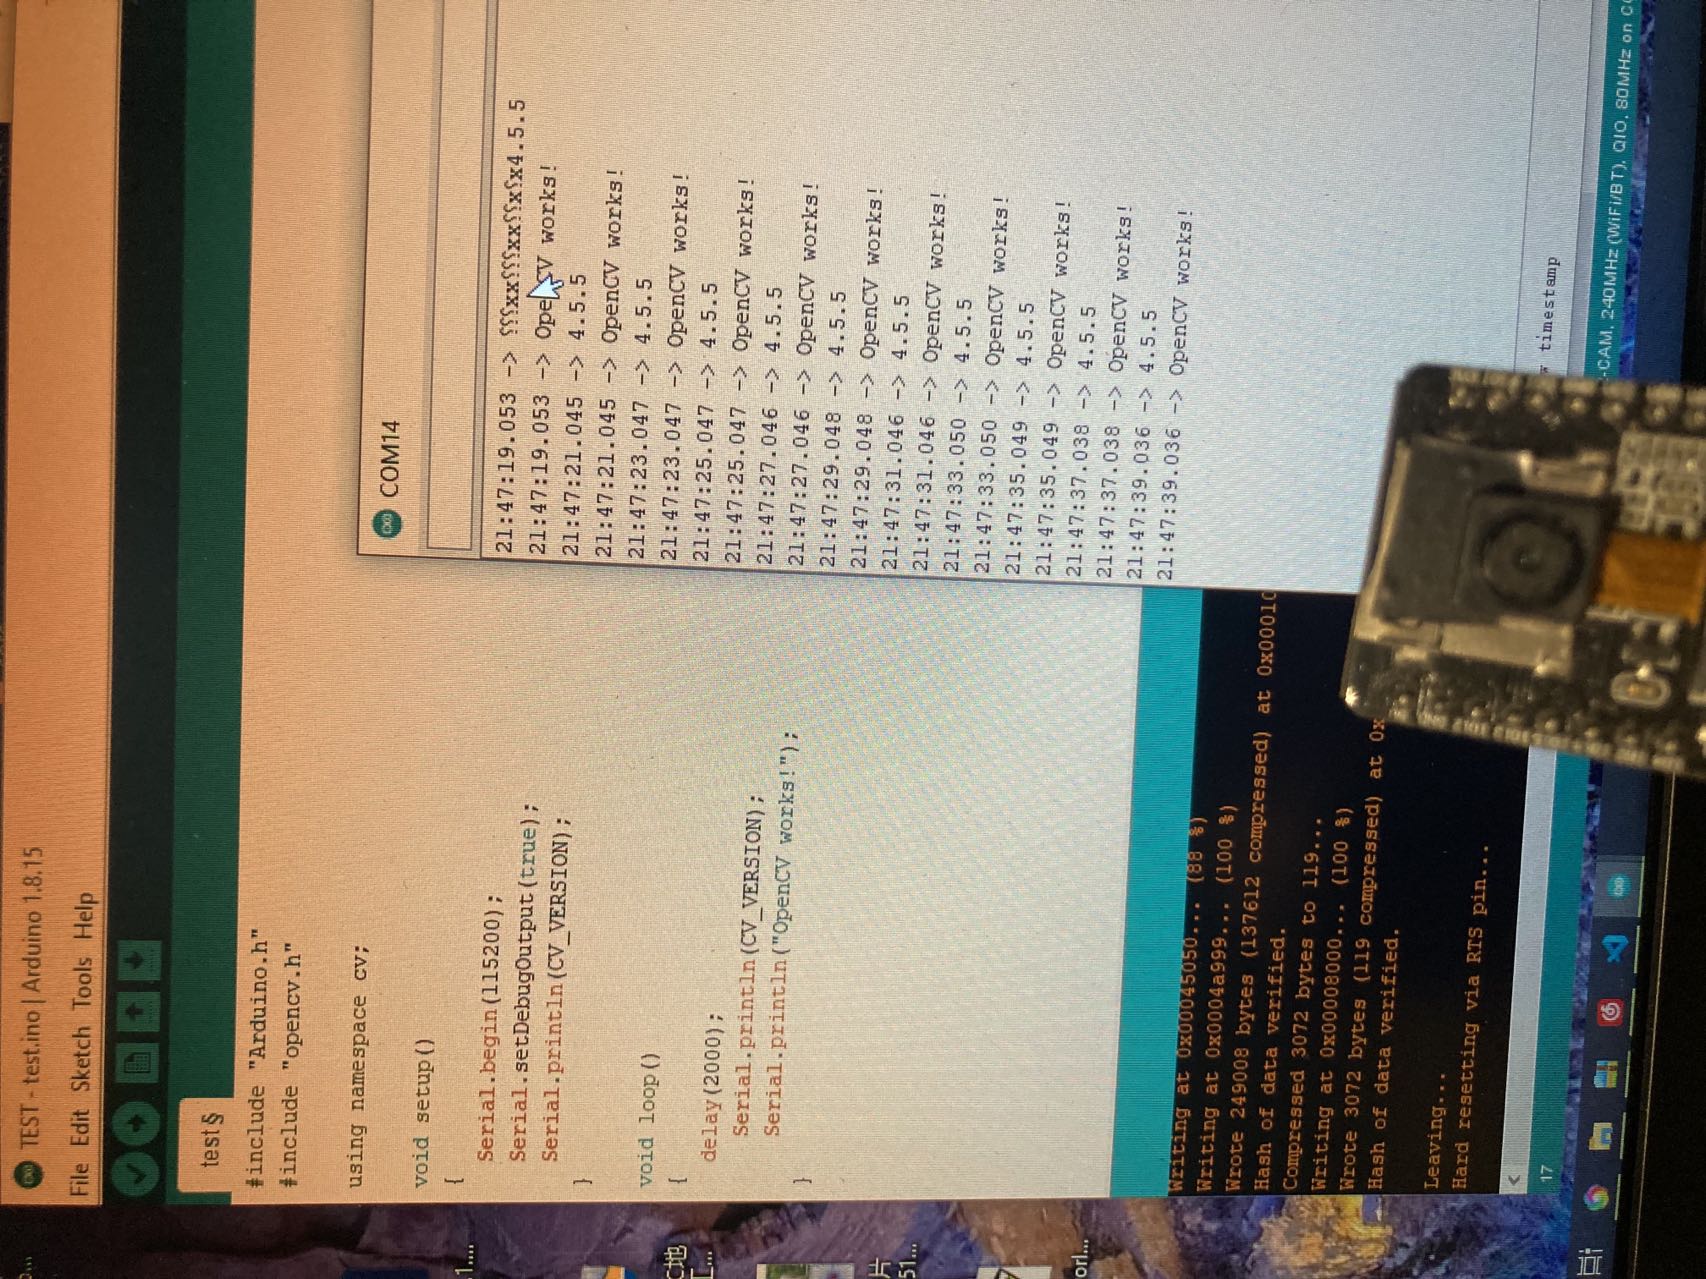 TEST - test.ino | Arduino 1.8.15
File Edit Sketch Tools Help
test§
#include "Arduino.h"
#include "opencv.h"
using namespace cv;
void setup()
{
Serial.begin(115200);
Serial.setDebugOutput(true);
Serial.println(CV_VERSION);
}
void loop()
{
delay(2000);
Serial.println(CV_VERSION);
Serial.println("OpenCV works!");
}
COM14
21:47:19.053 -> ⸮⸮⸮xx⸮⸮⸮xx⸮⸮x⸮x4.5.5
21:47:19.053 -> OpenCV works!
21:47:21.045 -> 4.5.5
21:47:21.045 -> OpenCV works!
21:47:23.047 -> 4.5.5
21:47:23.047 -> OpenCV works!
21:47:25.047 -> 4.5.5
21:47:25.047 -> OpenCV works!
21:47:27.046 -> 4.5.5
21:47:27.046 -> OpenCV works!
21:47:29.048 -> 4.5.5
21:47:29.048 -> OpenCV works!
21:47:31.046 -> 4.5.5
21:47:31.046 -> OpenCV works!
21:47:33.050 -> 4.5.5
21:47:33.050 -> OpenCV works!
21:47:35.049 -> 4.5.5
21:47:35.049 -> OpenCV works!
21:47:37.038 -> 4.5.5
21:47:37.038 -> OpenCV works!
21:47:39.036 -> 4.5.5
21:47:39.036 -> OpenCV works!
Writing at 0x00045050... (88 %)
Writing at 0x0004a999... (100 %)
Wrote 249008 bytes (137612 compressed) at 0x00010
Hash of data verified.
Compressed 3072 bytes to 119...
Writing at 0x00008000... (100 %)
Wrote 3072 bytes (119 compressed) at 0x
Hash of data verified.
Leaving...
Hard resetting via RTS pin...
timestamp
17
-CAM, 240MHz (WiFi/BT), QIO, 80MHz on
1....
C地
工...
片
51...
orl...